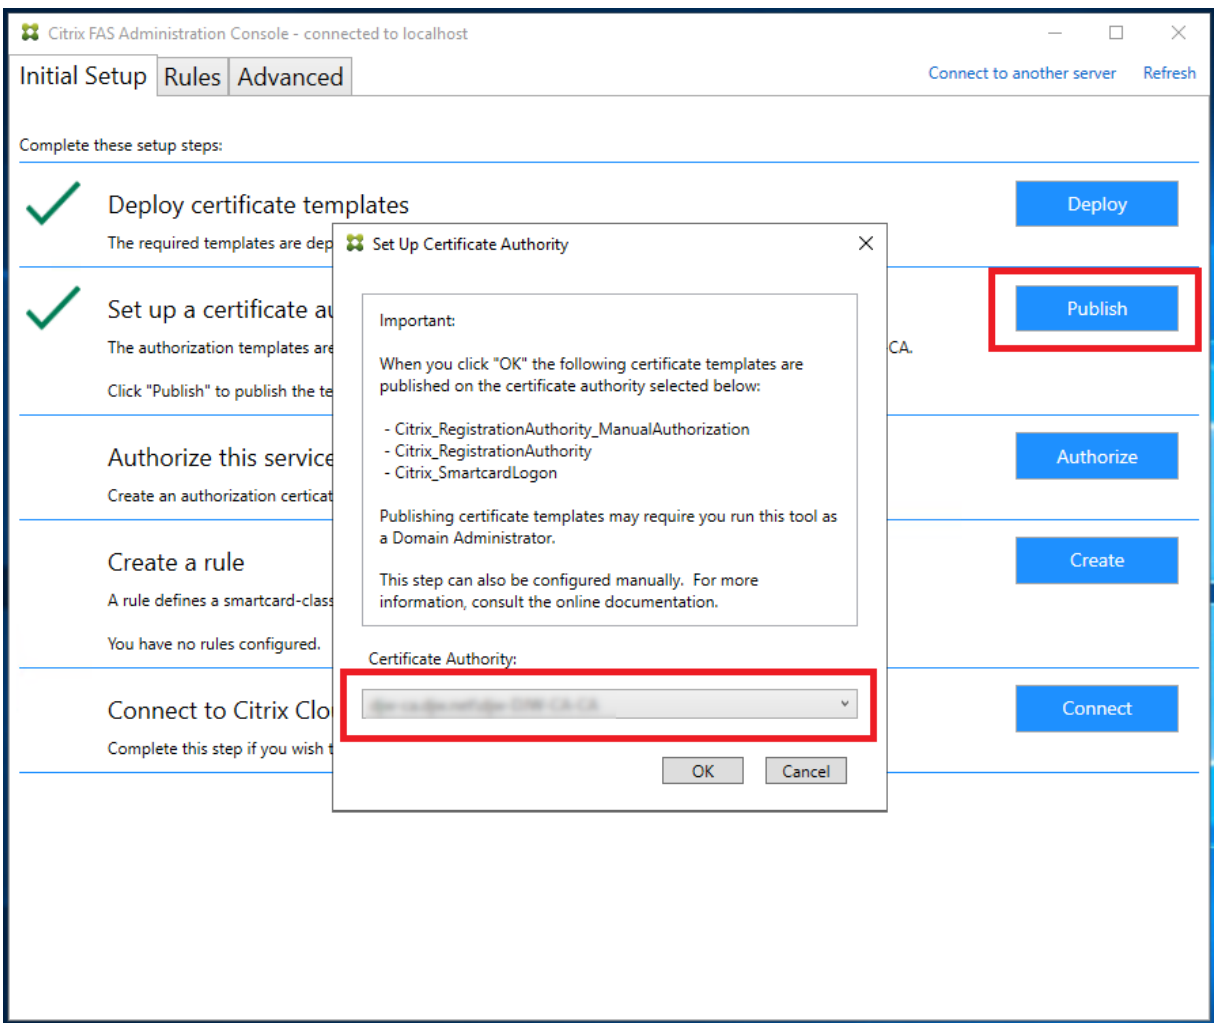 Citrix FAS Administration Console - connected to localhost
Initial Setup Rules Advanced Connect to another server Refresh
Complete these setup steps:
Deploy certificate templates
Deploy
The required templates are dep
Set up a certificate au
Publish
The authorization templates are
-CA.
Click "Publish" to publish the te
Authorize this service
Authorize
Create an authorization certicat
Create a rule
Create
A rule defines a smartcard-class
You have no rules configured.
Connect to Citrix Clou
Connect
Complete this step if you wish t
Set Up Certificate Authority
Important:
When you click "OK" the following certificate templates are
published on the certificate authority selected below:
- Citrix_RegistrationAuthority_ManualAuthorization
- Citrix_RegistrationAuthority
- Citrix_SmartcardLogon
Publishing certificate templates may require you run this tool as
a Domain Administrator.
This step can also be configured manually.  For more
information, consult the online documentation.
Certificate Authority:
OK Cancel